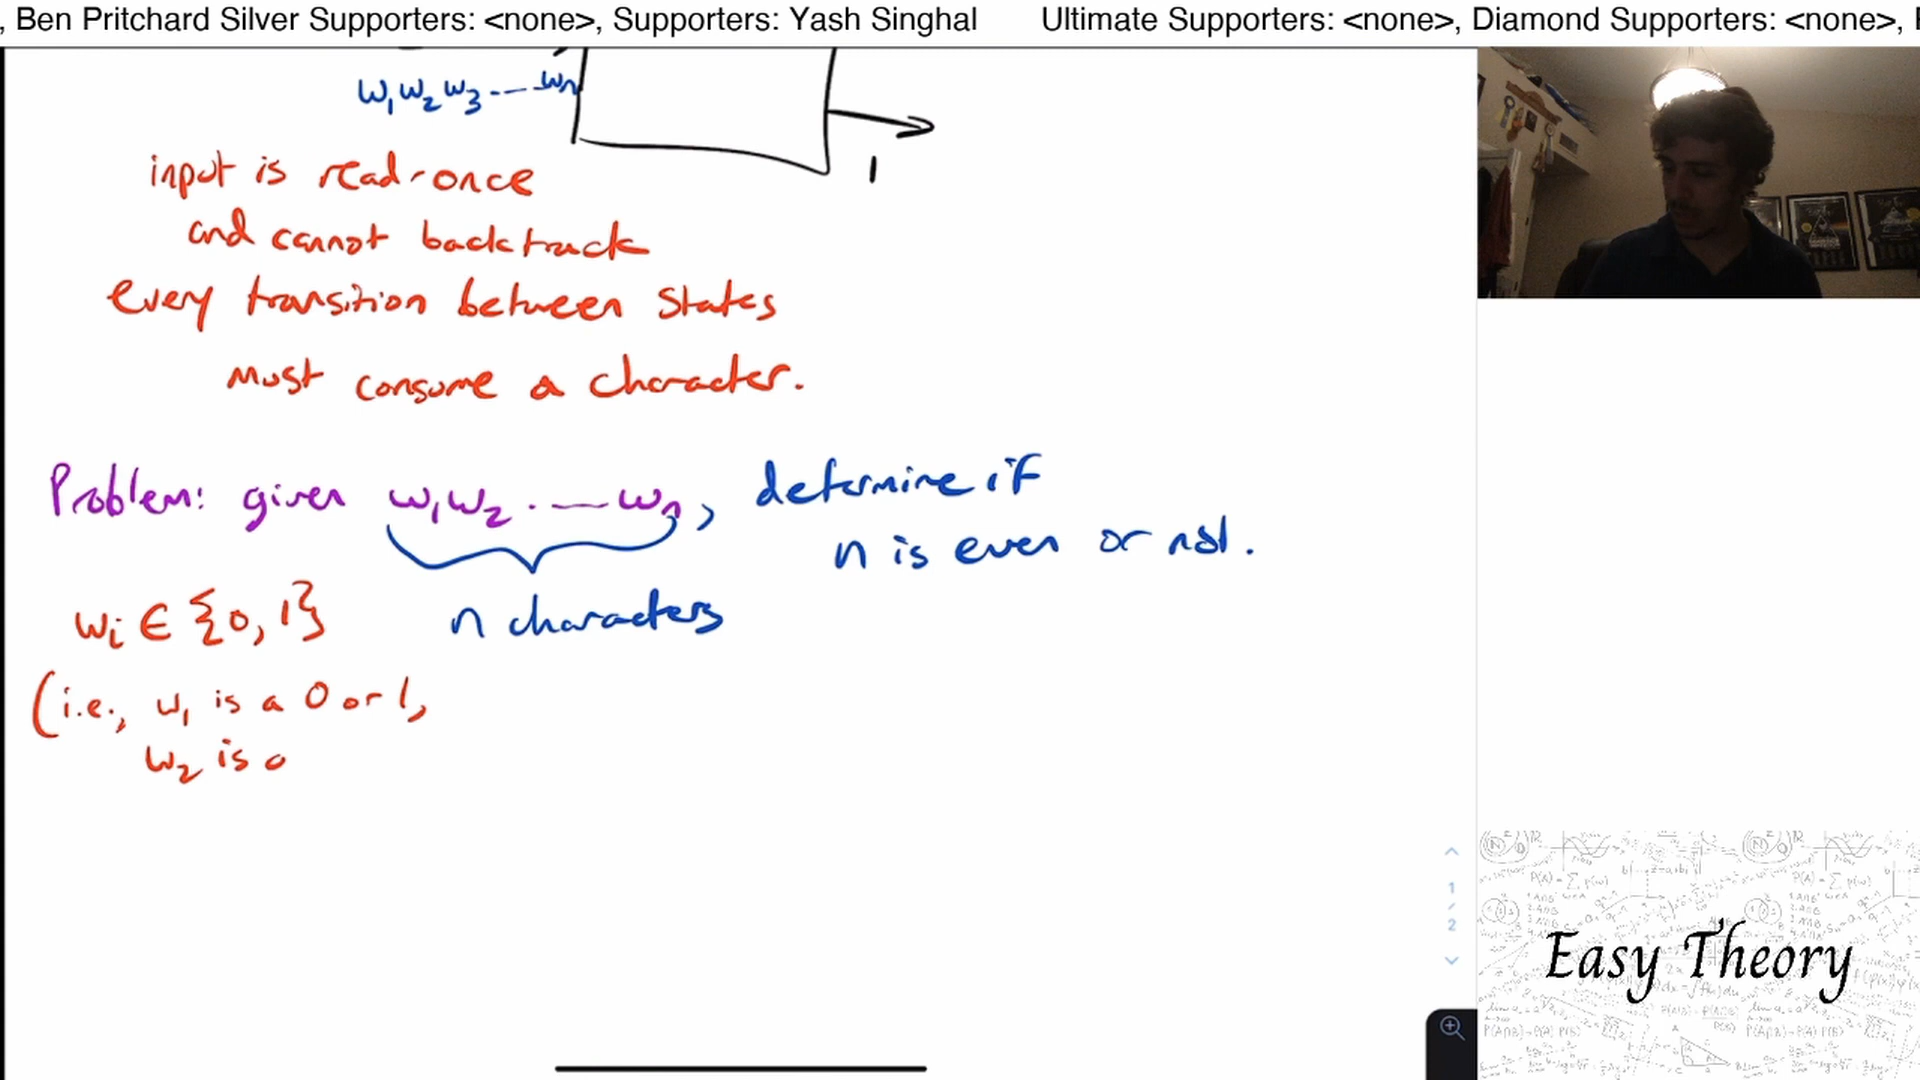 , Ben Pritchard Silver Supporters: <none>, Supporters: Yash Singhal Ultimate Supporters: <none>, Diamond Supporters: <none>,
w₁w₂w₃...wₙ
1
input is read-once
and cannot backtrack
every transition between states
must consume a character.
Problem: given w₁w₂...wₙ, determine if
n is even or not.
wᵢ ∈ {0, 1}
n characters
(i.e., w₁ is a 0 or 1,
w₂ is a
1
2
Easy Theory